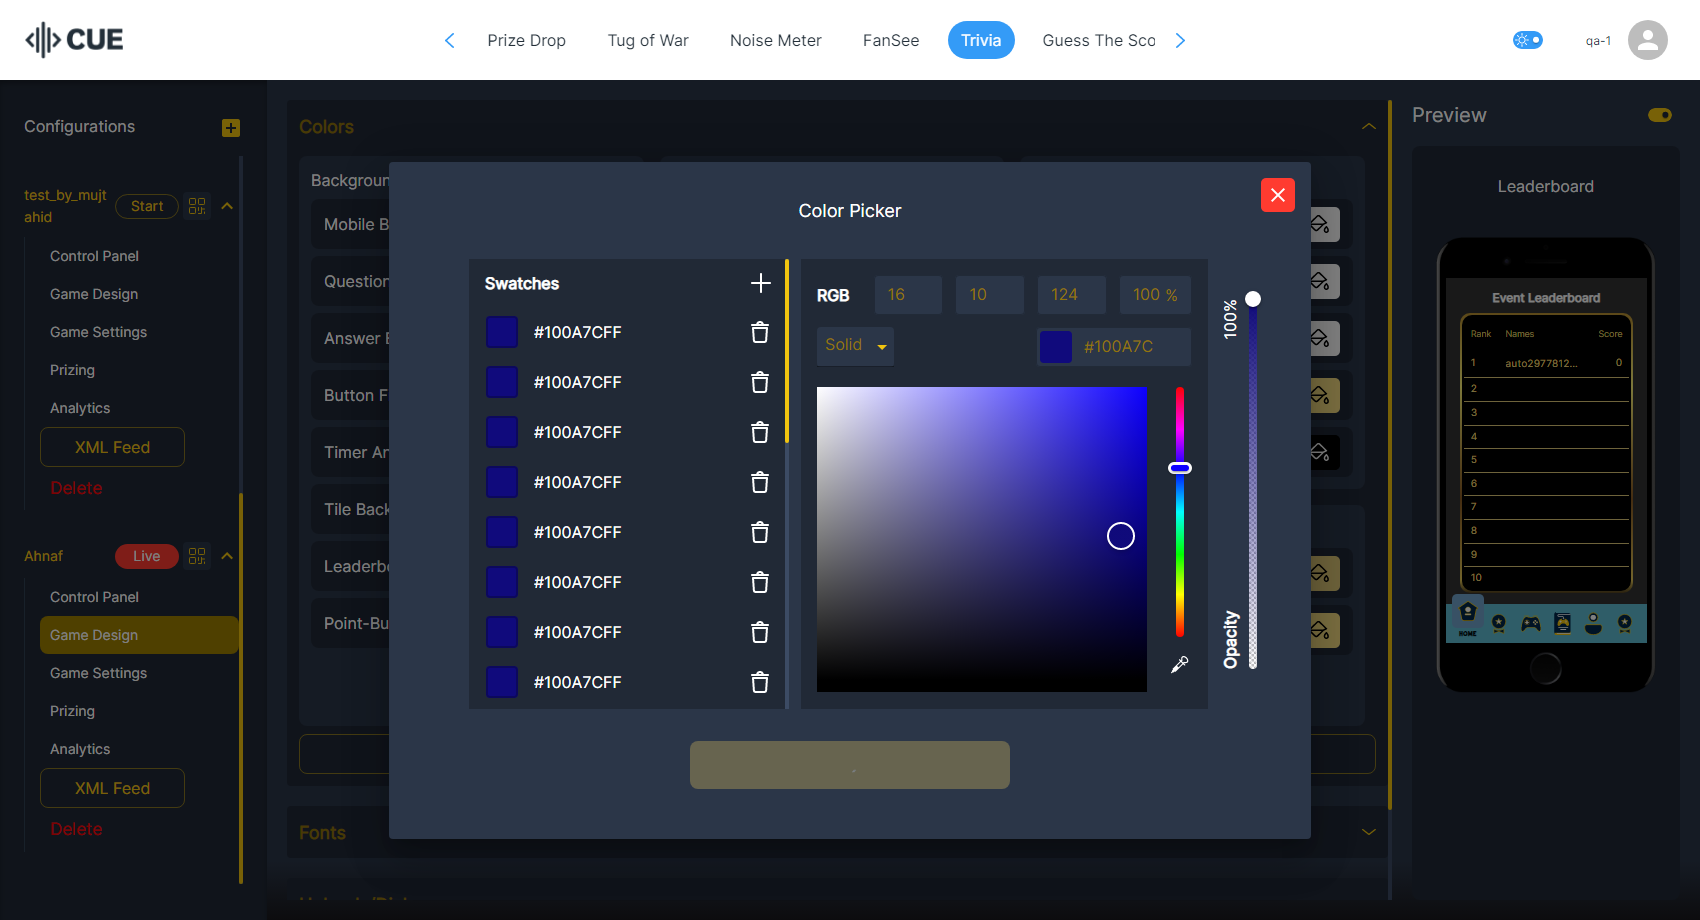 CUE
Prize Drop
Tug of War
Noise Meter
FanSee
Trivia
Guess The Sco
qa-1
Configurations
test_by_mujt
ahid
Start
Control Panel
Game Design
Game Settings
Prizing
Analytics
XML Feed
Delete
Ahnaf
Live
Control Panel
Game Design
Game Settings
Prizing
Analytics
XML Feed
Delete
Colors
Backgroun
Mobile B
Question
Answer
Button F
Timer An
Tile Back
Leaderbo
Point-Bu
Fonts
Color Picker
Swatches
#100A7CFF
#100A7CFF
#100A7CFF
#100A7CFF
#100A7CFF
#100A7CFF
#100A7CFF
#100A7CFF
RGB
16
10
124
100 %
Solid
#100A7C
100%
Opacity
Preview
Leaderboard
Event Leaderboard
Rank Names Score
1 auto2977812... 0
2
3
4
5
6
7
8
9
10
HOME